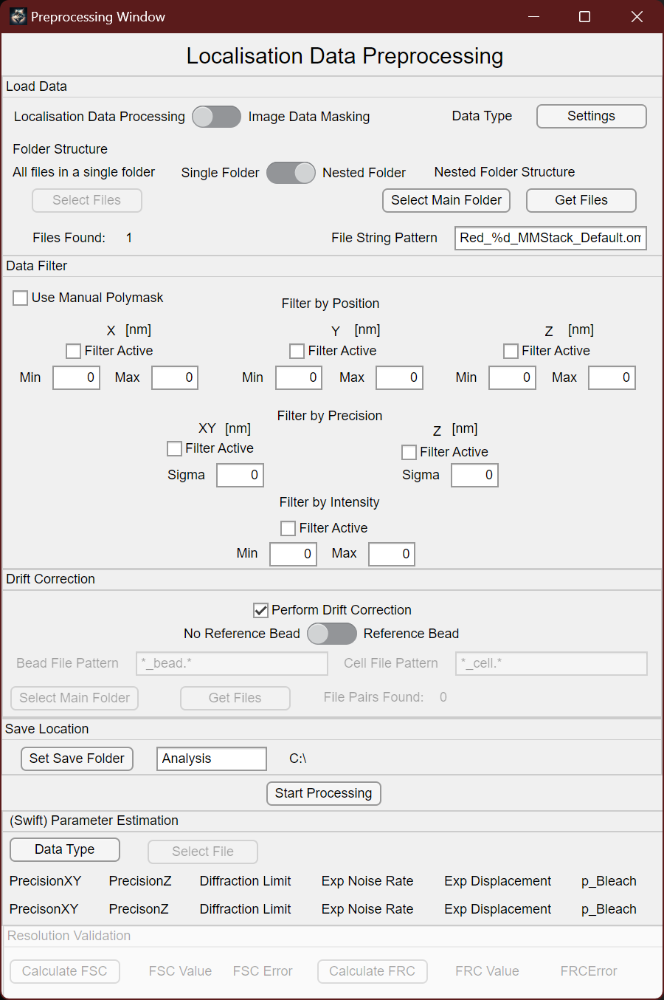 Preprocessing Window
Localisation Data Preprocessing
Load Data
Localisation Data Processing Image Data Masking Data Type Settings
Folder Structure
All files in a single folder Single Folder Nested Folder Nested Folder Structure
Select Files Select Main Folder Get Files
Files Found: 1 File String Pattern Red_%d_MMStack_Default.om
Data Filter
Use Manual Polymask
Filter by Position
X [nm] Y [nm] Z [nm]
Filter Active Filter Active Filter Active
Min 0 Max 0 Min 0 Max 0 Min 0 Max 0
Filter by Precision
XY [nm] Z [nm]
Filter Active Filter Active
Sigma 0 Sigma 0
Filter by Intensity
Filter Active
Min 0 Max 0
Drift Correction
Perform Drift Correction
No Reference Bead Reference Bead
Bead File Pattern *_bead.* Cell File Pattern *_cell.*
Select Main Folder Get Files File Pairs Found: 0
Save Location
Set Save Folder Analysis C:\
Start Processing
(Swift) Parameter Estimation
Data Type Select File
PrecisionXY PrecisionZ Diffraction Limit Exp Noise Rate Exp Displacement p_Bleach
PrecisonXY PrecisonZ Diffraction Limit Exp Noise Rate Exp Displacement p_Bleach
Resolution Validation
Calculate FSC FSC Value FSC Error Calculate FRC FRC Value FRCError